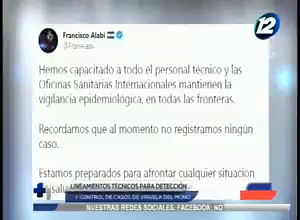 12
Francisco Alabi
@FranAlabi
Hemos capacitado a todo el personal técnico y las
Oficinas Sanitarias Internacionales mantienen la
vigilancia epidemiológica, en todas las fronteras.
Recordamos que al momento no registramos ningún
caso.
Estamos preparados para afrontar cualquier situación
LINEAMIENTOS TÉCNICOS PARA DETECCIÓN
Y CONTROL DE CASOS DE VIRUELA DEL MONO
NUESTRAS REDES SOCIALES: FACEBOOK: NO